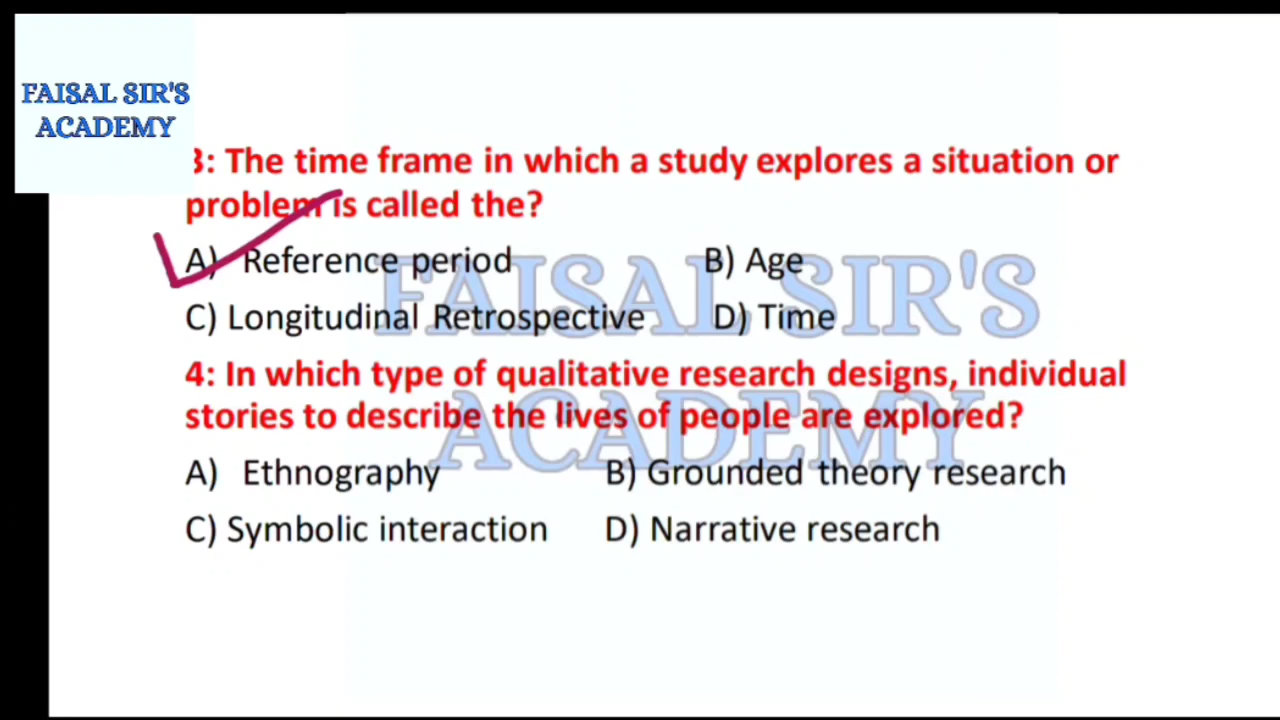 FAISAL SIR'S
ACADEMY
3: The time frame in which a study explores a situation or
problem is called the?
A) Reference period B) Age
C) Longitudinal Retrospective D) Time
4: In which type of qualitative research designs, individual
stories to describe the lives of people are explored?
A) Ethnography B) Grounded theory research
C) Symbolic interaction D) Narrative research
FAISAL SIR'S
ACADEMY